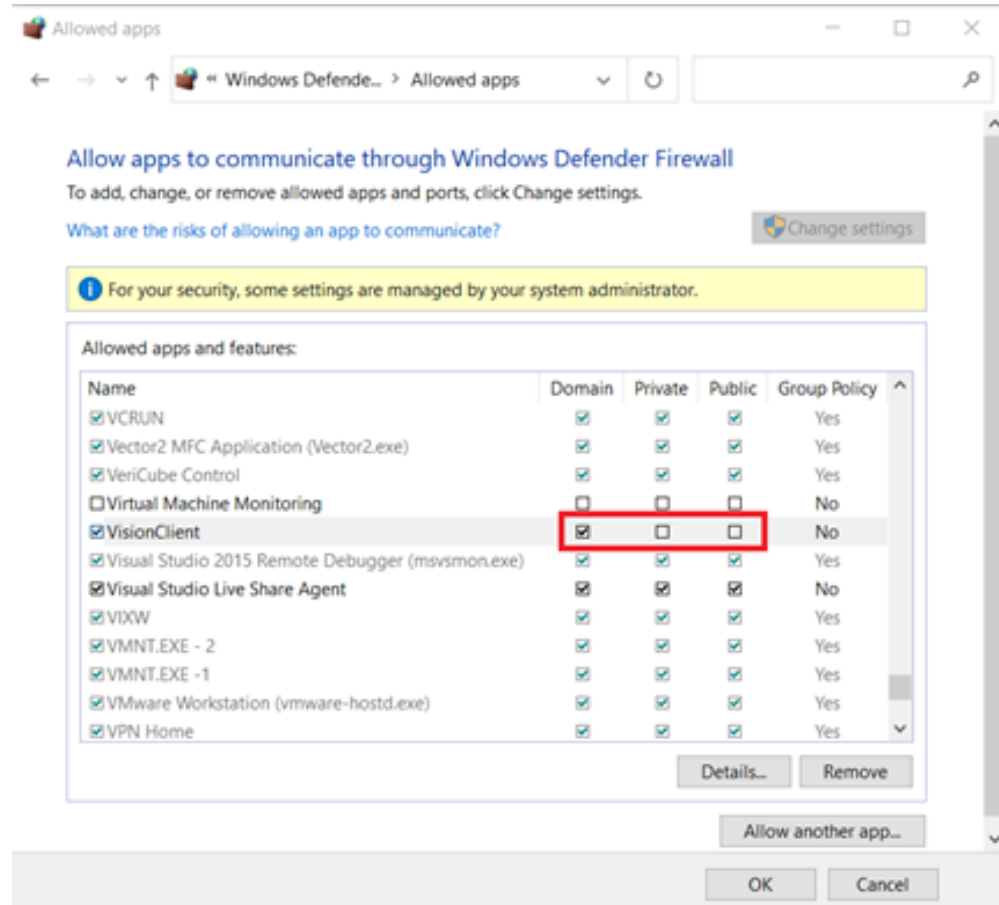 Allowed apps
Windows Defende... > Allowed apps
Allow apps to communicate through Windows Defender Firewall
To add, change, or remove allowed apps and ports, click Change settings.
What are the risks of allowing an app to communicate?
Change settings
For your security, some settings are managed by your system administrator.
Allowed apps and features:
Name Domain Private Public Group Policy
VCRUN Yes
Vector2 MFC Application (Vector2.exe) Yes
VeriCube Control Yes
Virtual Machine Monitoring No
VisionClient No
Visual Studio 2015 Remote Debugger (msvsmon.exe) Yes
Visual Studio Live Share Agent No
VIXW Yes
VMNT.EXE - 2 Yes
VMNT.EXE -1 Yes
VMware Workstation (vmware-hostd.exe) Yes
VPN Home Yes
Details... Remove
Allow another app...
OK Cancel